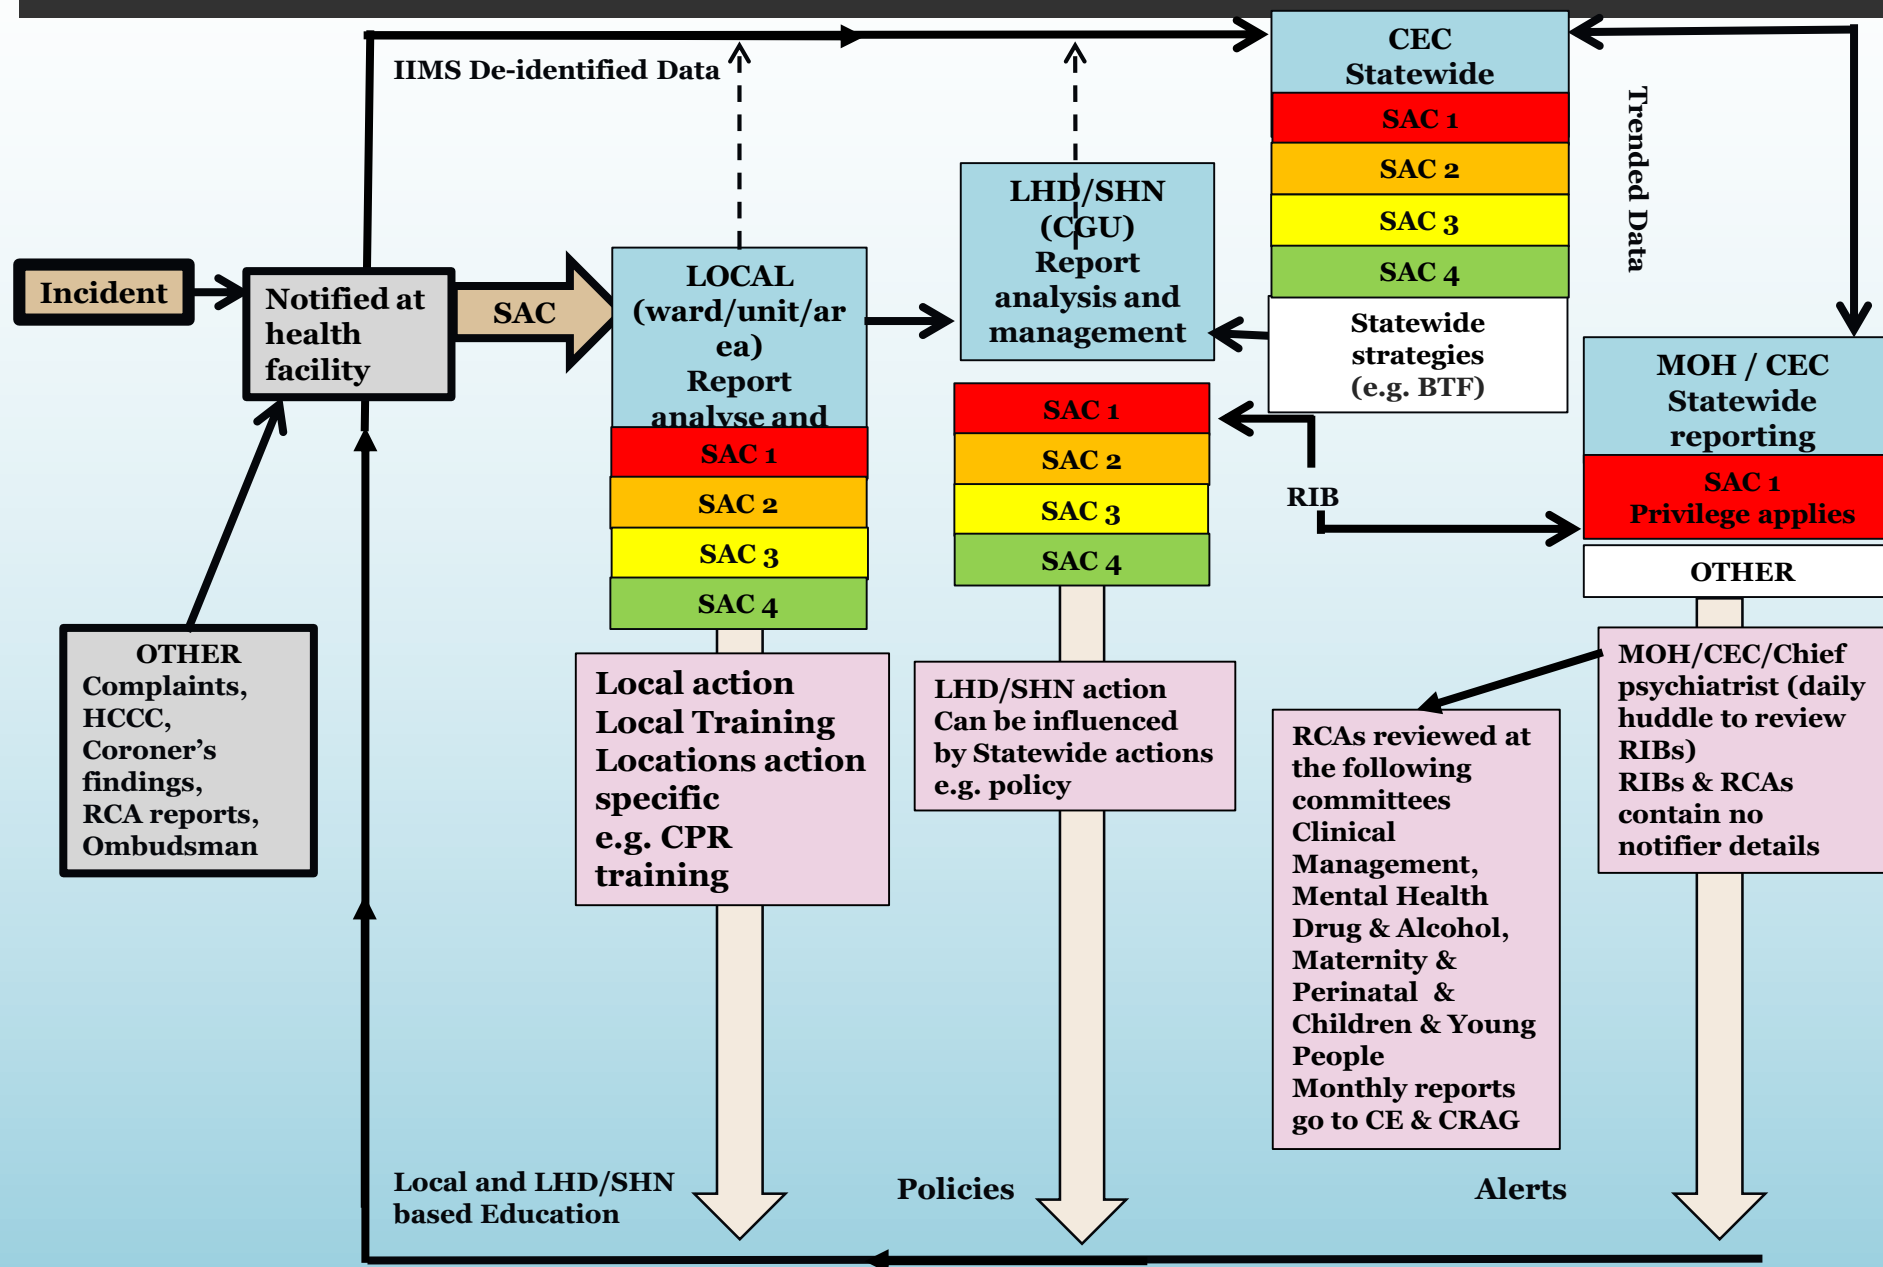 CEC
Statewide
SAC 1
SAC 2
SAC 3
SAC 4
Statewide
strategies
(e.g. BTF)
IIMS De-identified Data
Trended Data
Incident
Notified at
health
facility
SAC
LOCAL
(ward/unit/ar
ea)
Report
analyse and
SAC 1
SAC 2
SAC 3
SAC 4
LHD/SHN
(CGU)
Report
analysis and
management
SAC 1
SAC 2
SAC 3
SAC 4
RIB
MOH / CEC
Statewide
reporting
SAC 1
Privilege applies
OTHER
OTHER
Complaints,
HCCC,
Coroner’s
findings,
RCA reports,
Ombudsman
Local action
Local Training
Locations action
specific
e.g. CPR
training
LHD/SHN action
Can be influenced
by Statewide actions
e.g. policy
RCAs reviewed at
the following
committees
Clinical
Management,
Mental Health
Drug & Alcohol,
Maternity &
Perinatal &
Children & Young
People
Monthly reports
go to CE & CRAG
MOH/CEC/Chief
psychiatrist (daily
huddle to review
RIBs)
RIBs & RCAs
contain no
notifier details
Local and LHD/SHN
based Education
Policies
Alerts